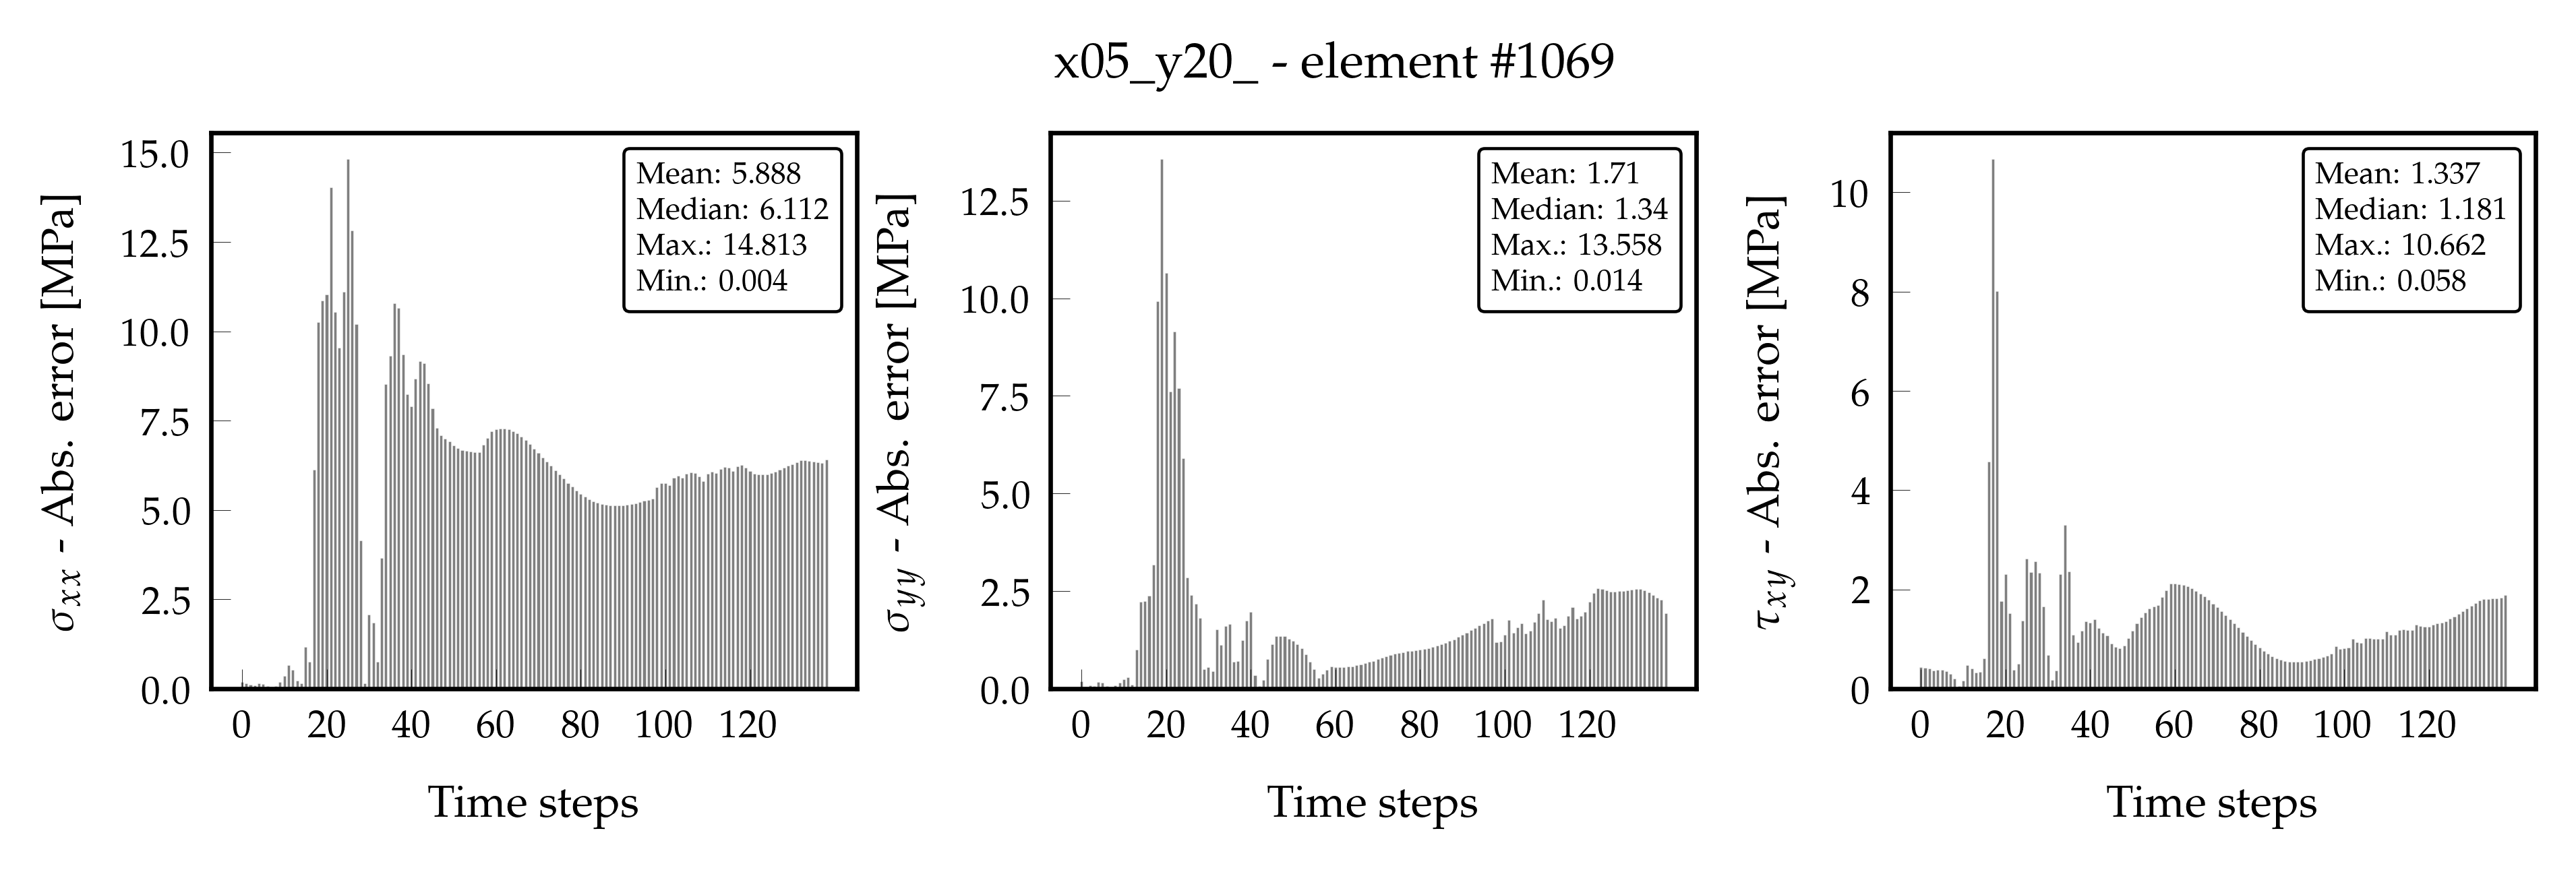 x05_y20_ - element #1069
σxx - Abs. error [MPa]
15.0
12.5
10.0
7.5
5.0
2.5
0.0
0 20 40 60 80 100 120
Time steps
Mean: 5.888
Median: 6.112
Max.: 14.813
Min.: 0.004
σyy - Abs. error [MPa]
12.5
10.0
7.5
5.0
2.5
0.0
0 20 40 60 80 100 120
Time steps
Mean: 1.71
Median: 1.34
Max.: 13.558
Min.: 0.014
τxy - Abs. error [MPa]
10
8
6
4
2
0
0 20 40 60 80 100 120
Time steps
Mean: 1.337
Median: 1.181
Max.: 10.662
Min.: 0.058